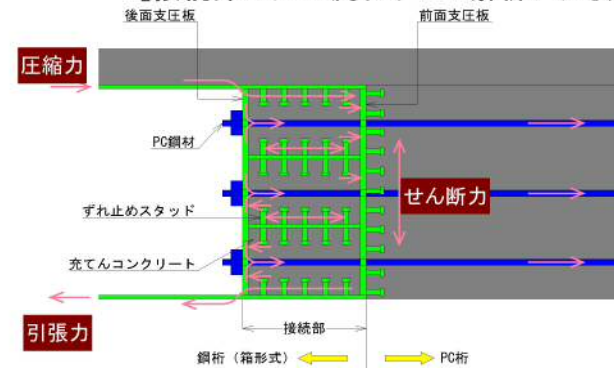 後面支圧板
前面支圧板
圧縮力
PC鋼材
せん断力
ずれ止めスタッド
充てんコンクリート
引張力
接続部
鋼桁（箱形式）
PC桁